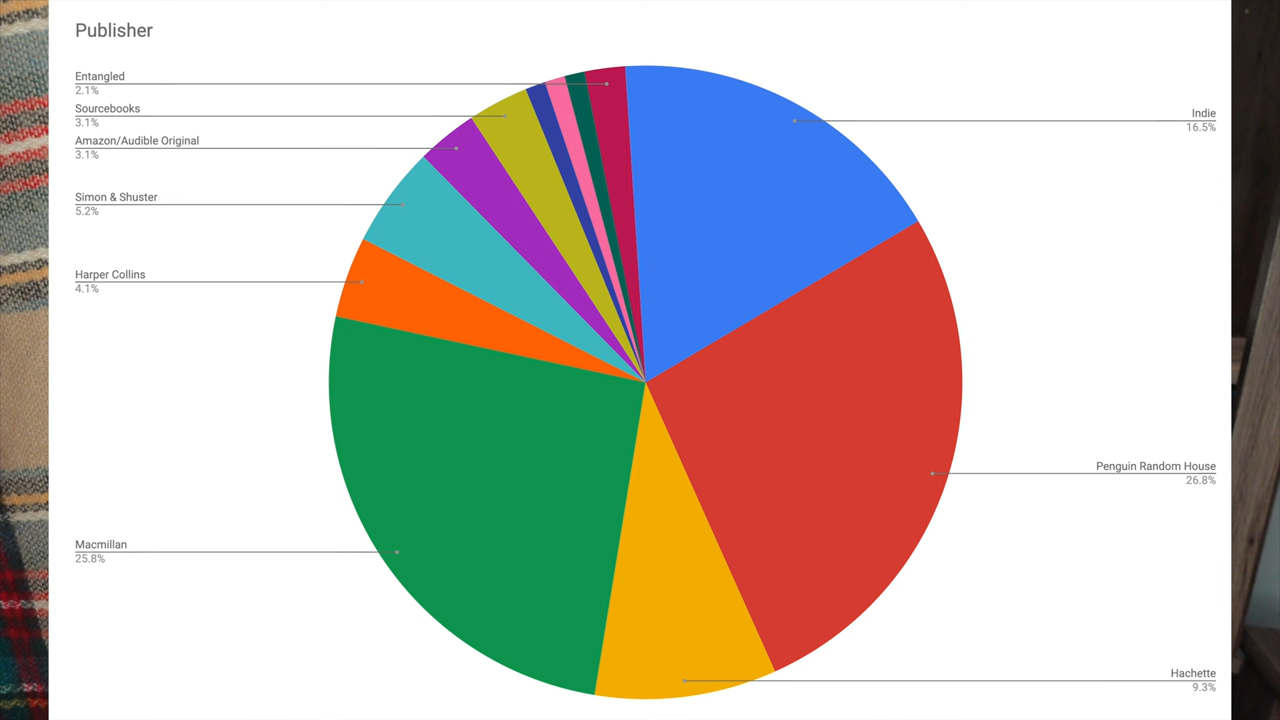 Publisher
Entangled
2.1%
Sourcebooks
3.1%
Amazon/Audible Original
3.1%
Simon & Shuster
5.2%
Harper Collins
4.1%
Macmillan
25.8%
Indie
16.5%
Penguin Random House
26.8%
Hachette
9.3%